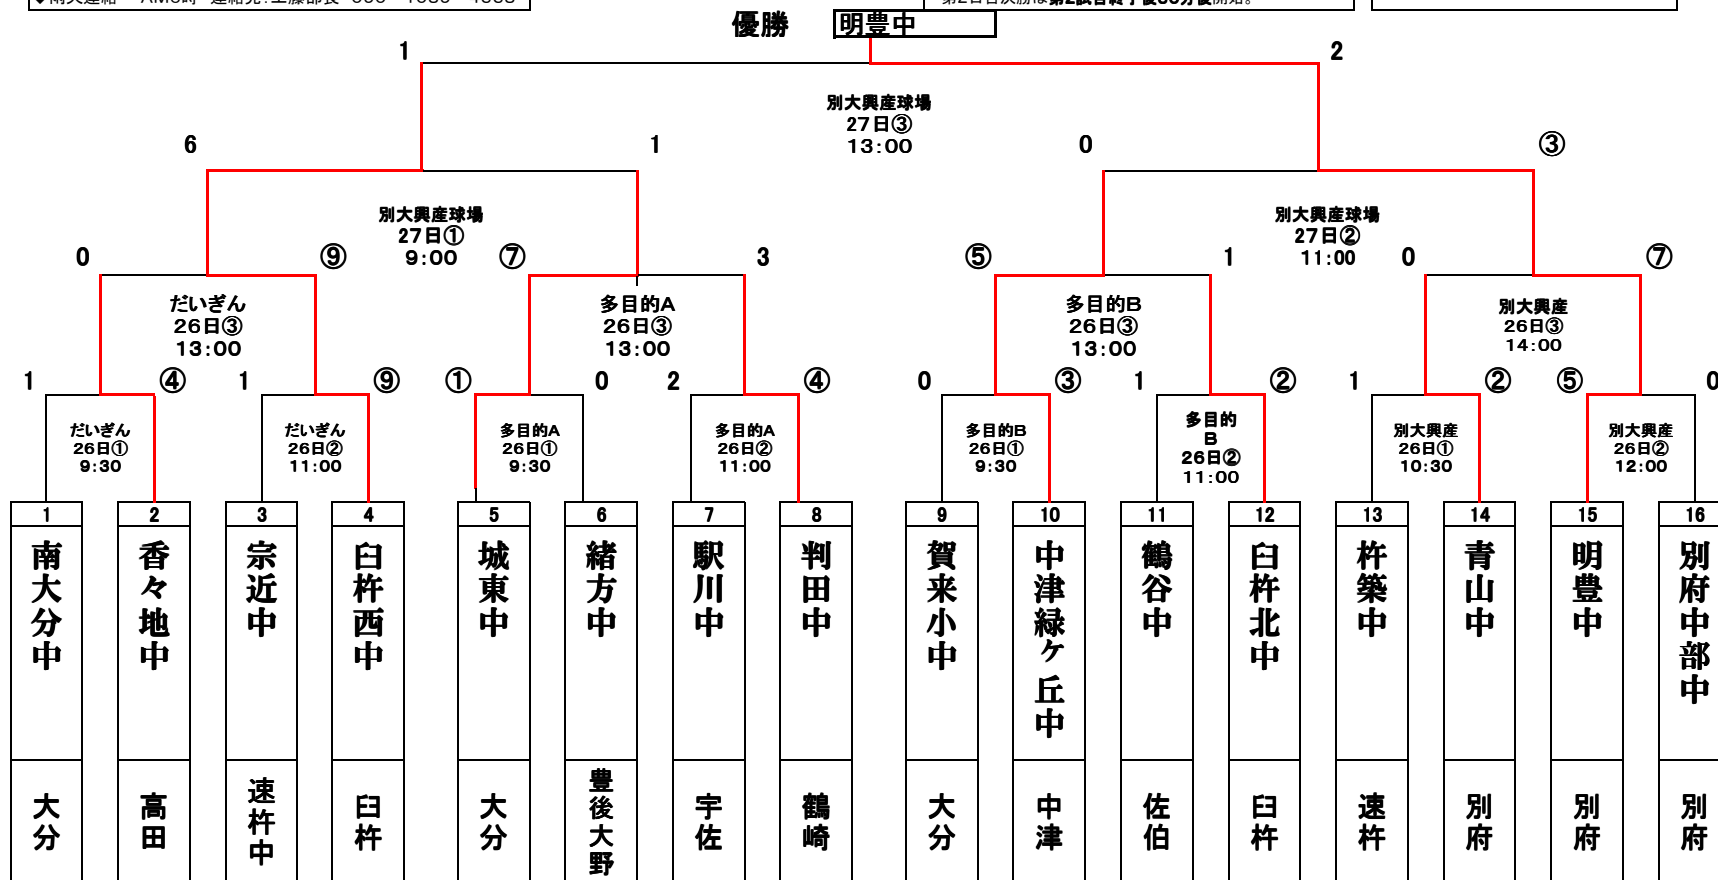 優勝 明豊中
1 2
別大興産球場
27日③
13:00
6 1 0 ③
別大興産球場
27日①
9:00
別大興産球場
27日②
11:00
0 ⑨ ⑦ 3 ⑤ 1 0 ⑦
だいぎん
26日③
13:00
多目的A
26日③
13:00
多目的B
26日③
13:00
別大興産
26日③
14:00
1 ④ 1 ⑨ ① 0 2 ④ 0 ③ 1 ② 1 ② ⑤ 0
だいぎん
26日①
9:30
だいぎん
26日②
11:00
多目的A
26日①
9:30
多目的A
26日②
11:00
多目的B
26日①
9:30
多目的
B
26日②
11:00
別大興産
26日①
10:30
別大興産
26日②
12:00
1 2 3 4 5 6 7 8 9 10 11 12 13 14 15 16
南大分中
香々地中
宗近中
臼杵西中
城東中
緒方中
駅川中
判田中
賀来小中
中津緑ケ丘中
鶴谷中
臼杵北中
杵築中
青山中
明豊中
別府中部中
大分
高田
速杵中
臼杵
大分
豊後大野
宇佐
鶴崎
大分
中津
佐伯
臼杵
速杵
別府
別府
別府